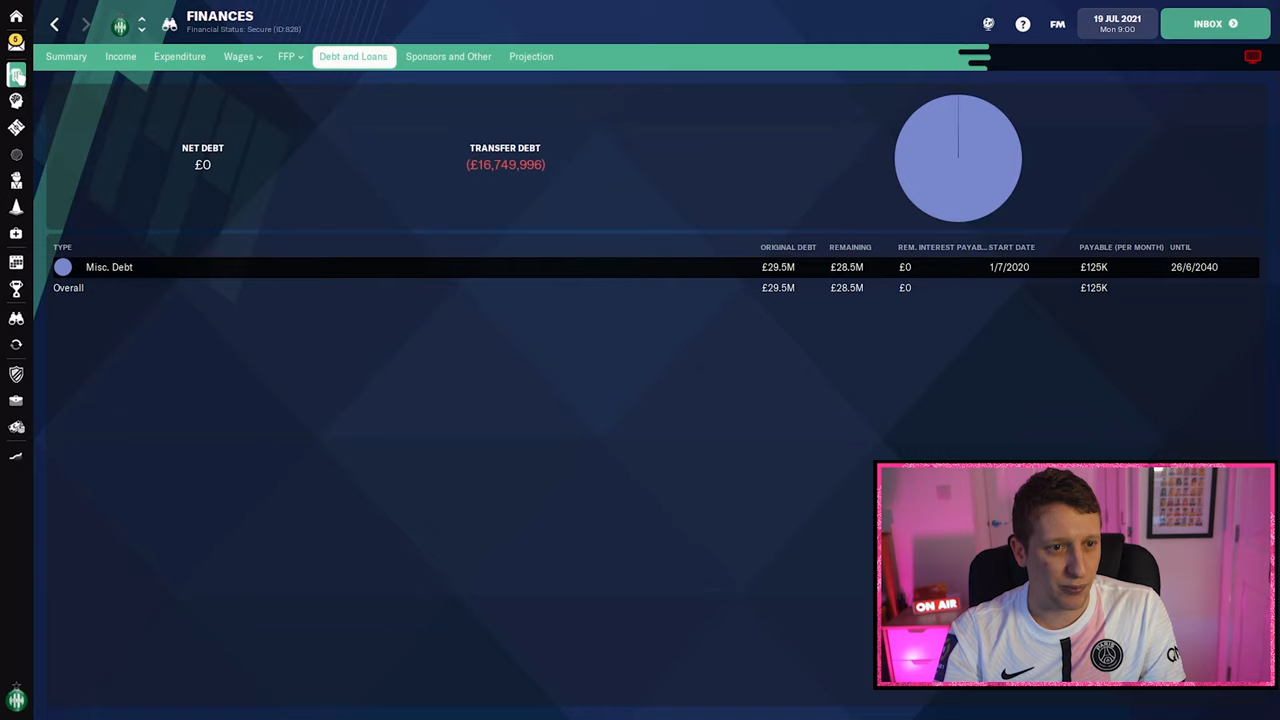 FINANCES
Financial Status: Secure (ID:828)
5
FM
19 JUL 2021
Mon 9:00
INBOX
Summary Income Expenditure Wages FFP Debt and Loans Sponsors and Other Projection
NET DEBT
£0
TRANSFER DEBT
(£16,749,996)
TYPE ORIGINAL DEBT REMAINING REM. INTEREST PAYAB... START DATE PAYABLE (PER MONTH) UNTIL
Misc. Debt £29.5M £28.5M £0 1/7/2020 £125K 26/6/2040
Overall £29.5M £28.5M £0 £125K
ON AIR
PARIS